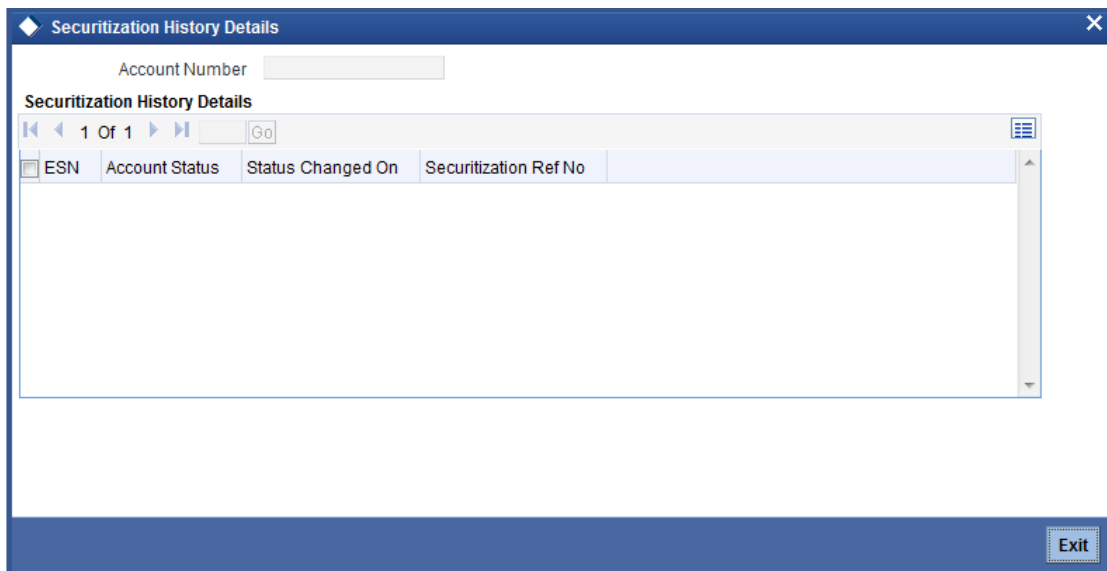 Securitization History Details
Account Number
Securitization History Details
1 Of 1 Go
ESN Account Status Status Changed On Securitization Ref No
Exit